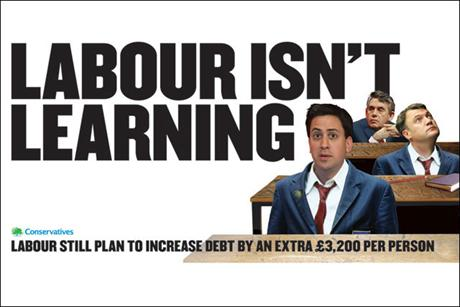 LABOUR ISN'T
LEARNING
Conservatives
LABOUR STILL PLAN TO INCREASE DEBT BY AN EXTRA £3,200 PER PERSON